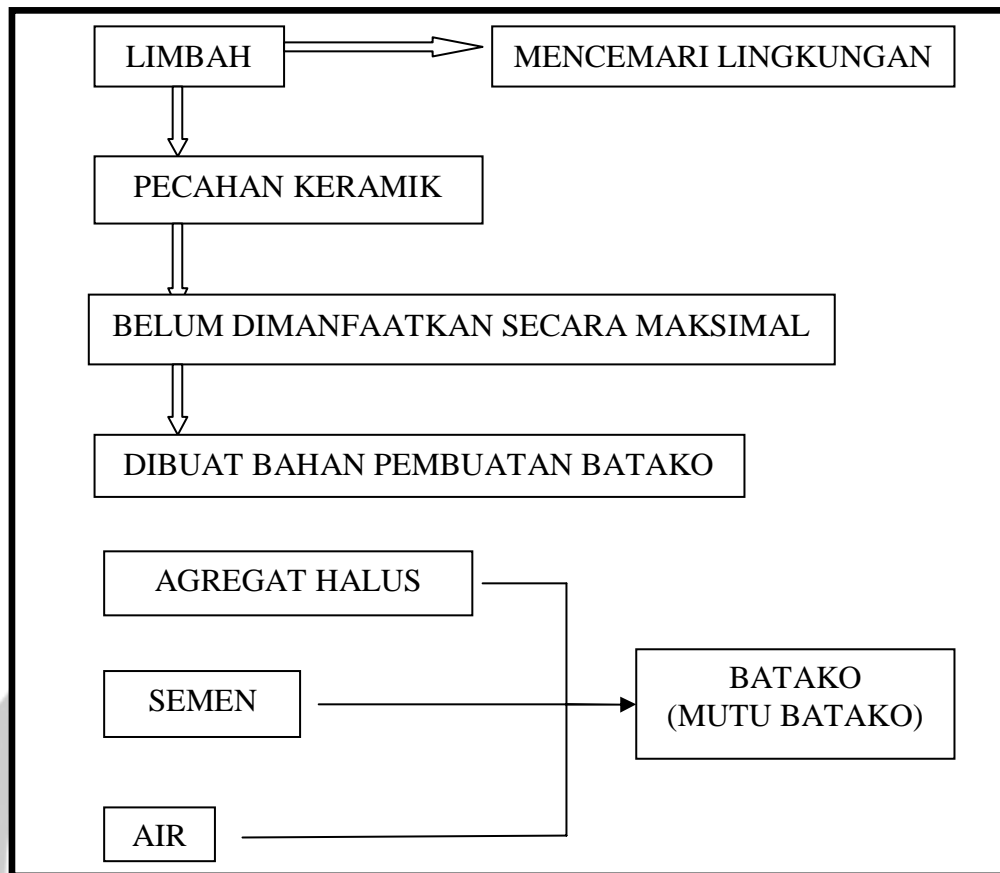 LIMBAH
MENCEMARI LINGKUNGAN
PECAHAN KERAMIK
BELUM DIMANFAATKAN SECARA MAKSIMAL
DIBUAT BAHAN PEMBUATAN BATAKO
AGREGAT HALUS
SEMEN
BATAKO
(MUTU BATAKO)
AIR